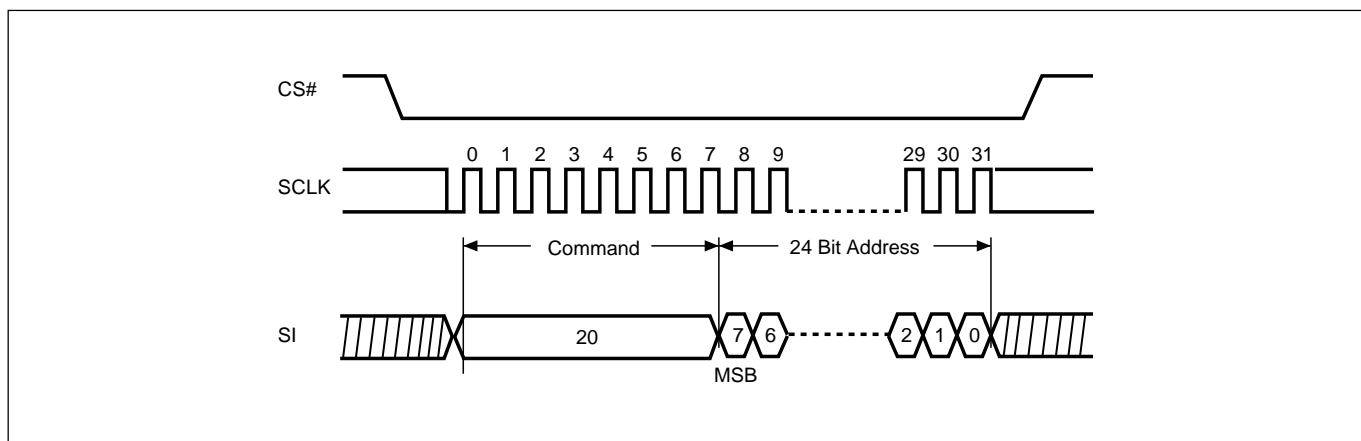 CS#
0 1 2 3 4 5 6 7 8 9 29 30 31
SCLK
Command 24 Bit Address
SI 20 7 6 2 1 0
MSB